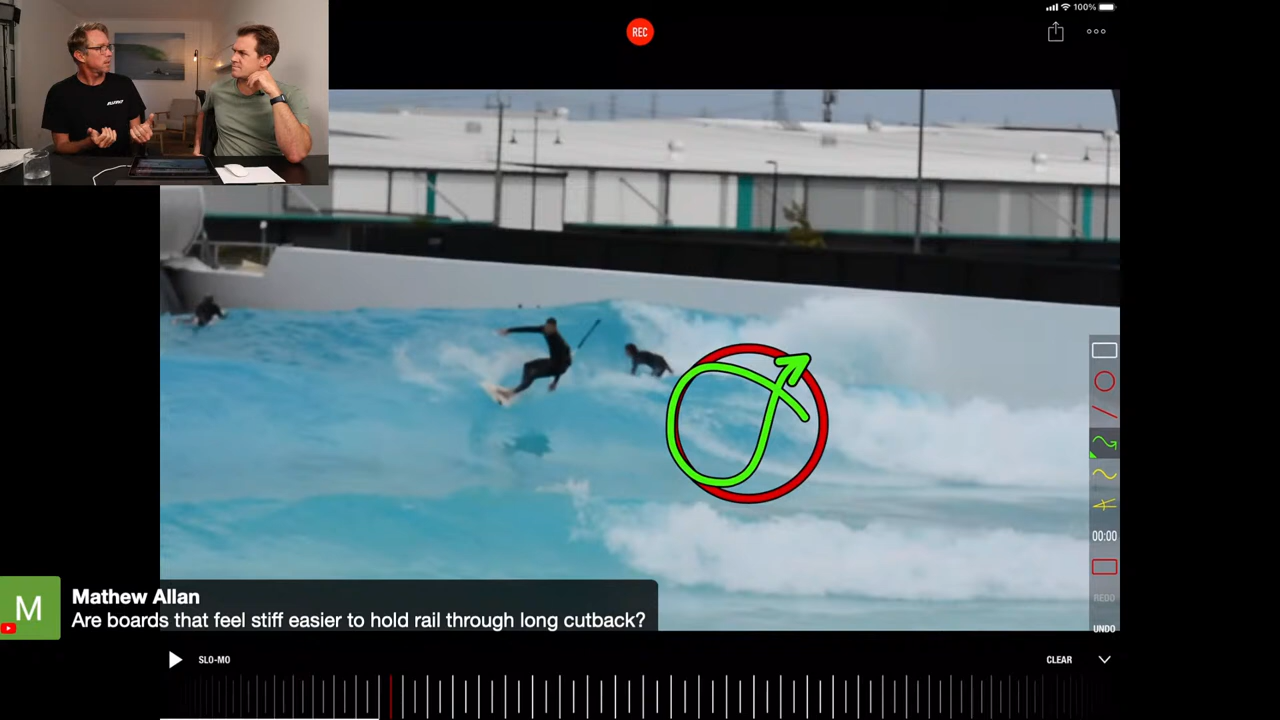 100%
REC
00:00
REDO
UNDO
M
Mathew Allan
Are boards that feel stiff easier to hold rail through long cutback?
SLO-MO
CLEAR